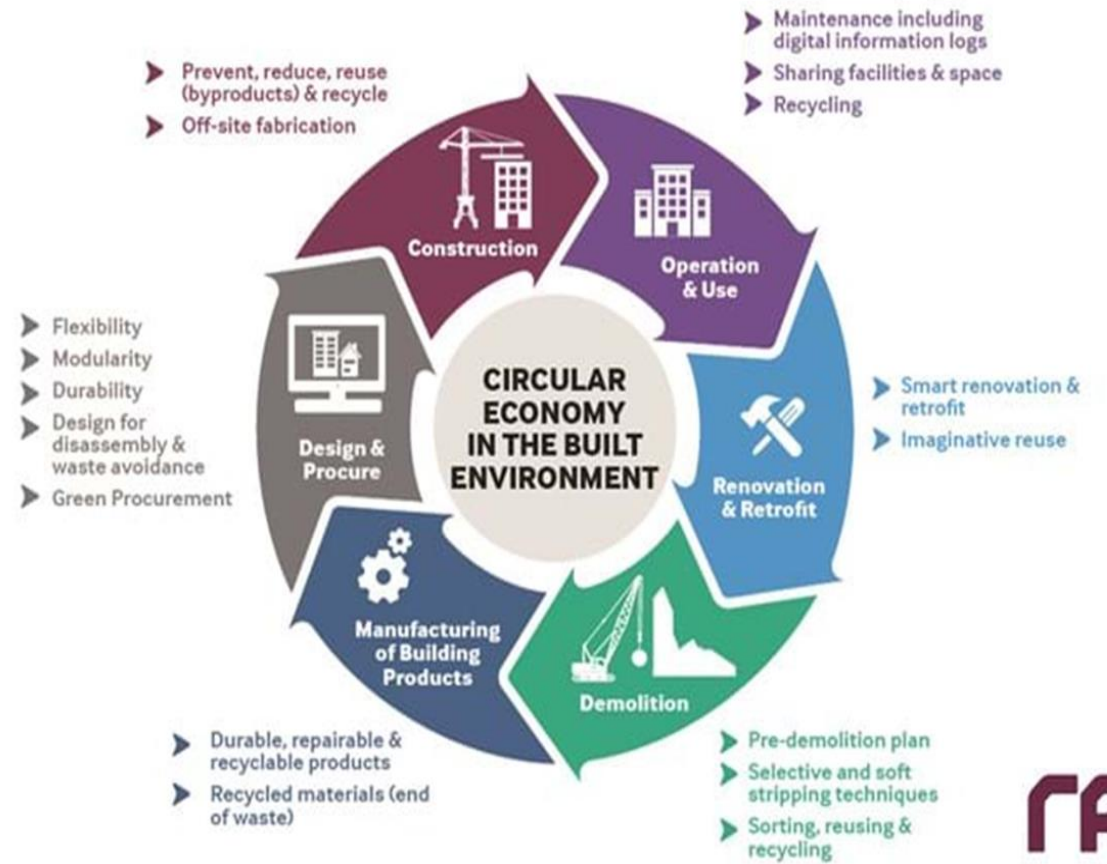 Prevent, reduce, reuse
(byproducts) & recycle
Off-site fabrication
Maintenance including
digital information logs
Sharing facilities & space
Recycling
Construction
Operation
& Use
Flexibility
Modularity
Durability
Design for
disassembly &
waste avoidance
Green Procurement
Design &
Procure
CIRCULAR
ECONOMY
IN THE BUILT
ENVIRONMENT
Smart renovation &
retrofit
Imaginative reuse
Renovation
& Retrofit
Manufacturing
of Building
Products
Demolition
Durable, repairable &
recyclable products
Recycled materials (end
of waste)
Pre-demolition plan
Selective and soft
stripping techniques
Sorting, reusing &
recycling